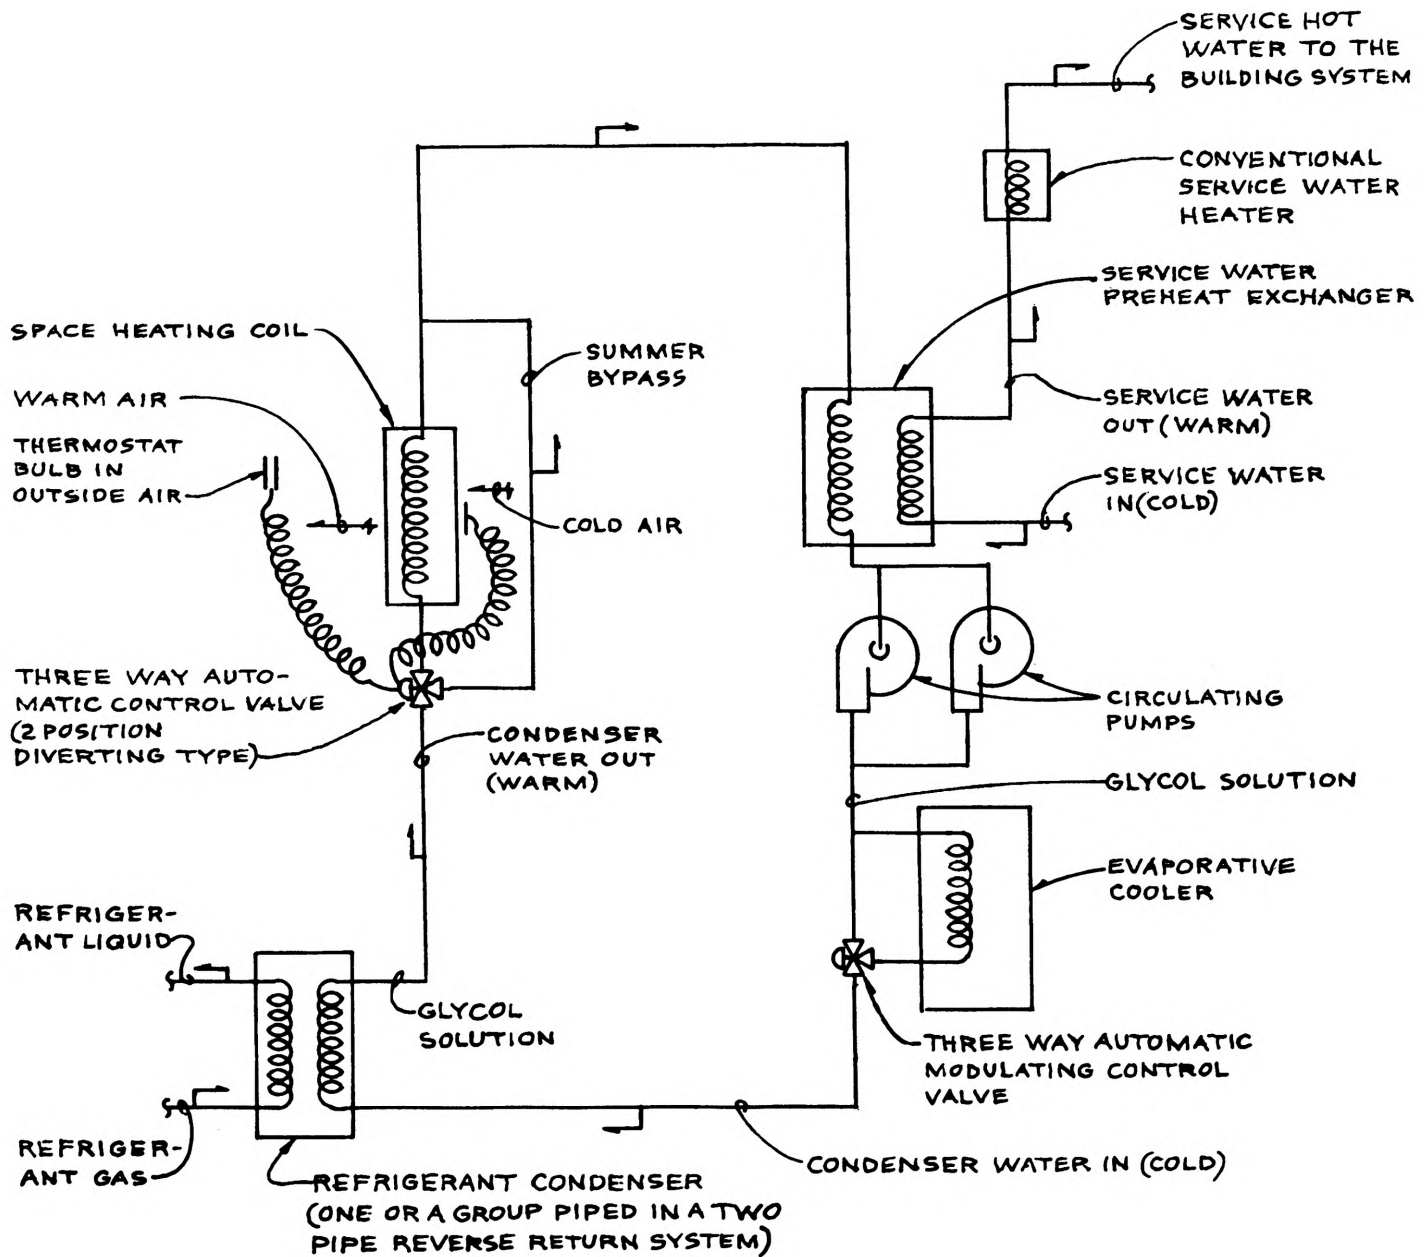 SERVICE HOT
WATER TO THE
BUILDING SYSTEM
CONVENTIONAL
SERVICE WATER
HEATER
SERVICE WATER
PREHEAT EXCHANGER
SPACE HEATING COIL
SUMMER
BYPASS
WARM AIR
SERVICE WATER
OUT (WARM)
THERMOSTAT
BULB IN
OUTSIDE AIR
SERVICE WATER
IN (COLD)
COLD AIR
THREE WAY AUTO-
MATIC CONTROL VALVE
(2 POSITION
DIVERTING TYPE)
CIRCULATING
PUMPS
CONDENSER
WATER OUT
(WARM)
GLYCOL SOLUTION
EVAPORATIVE
COOLER
REFRIGER-
ANT LIQUID
GLYCOL
SOLUTION
THREE WAY AUTOMATIC
MODULATING CONTROL
VALVE
REFRIGER-
ANT GAS
CONDENSER WATER IN (COLD)
REFRIGERANT CONDENSER
(ONE OR A GROUP PIPED IN A TWO
PIPE REVERSE RETURN SYSTEM)